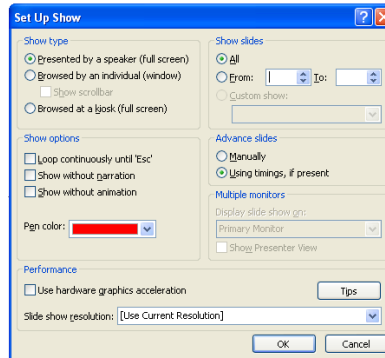 Set Up Show
Show type
Presented by a speaker (full screen)
Browsed by an individual (window)
Show scrollbar
Browsed at a kiosk (full screen)
Show slides
All
From: To:
Custom show:
Show options
Loop continuously until 'Esc'
Show without narration
Show without animation
Pen color:
Advance slides
Manually
Using timings, if present
Multiple monitors
Display slide show on:
Primary Monitor
Show Presenter View
Performance
Use hardware graphics acceleration
Tips
Slide show resolution: [Use Current Resolution]
OK Cancel